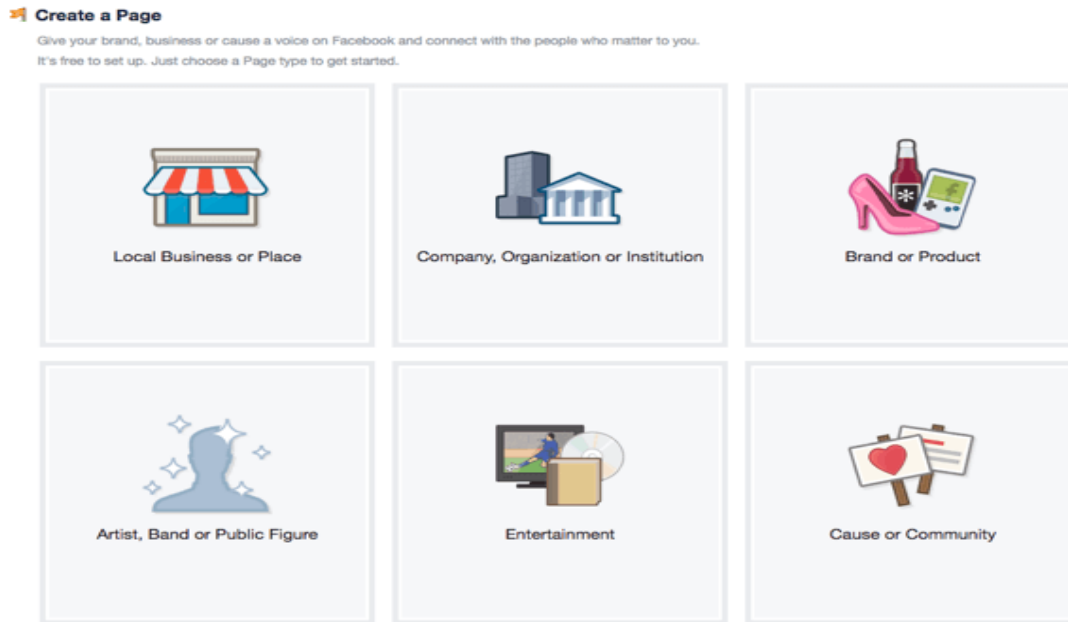 Create a Page
Give your brand, business or cause a voice on Facebook and connect with the people who matter to you.
It's free to set up. Just choose a Page type to get started.
Local Business or Place
Company, Organization or Institution
Brand or Product
Artist, Band or Public Figure
Entertainment
Cause or Community